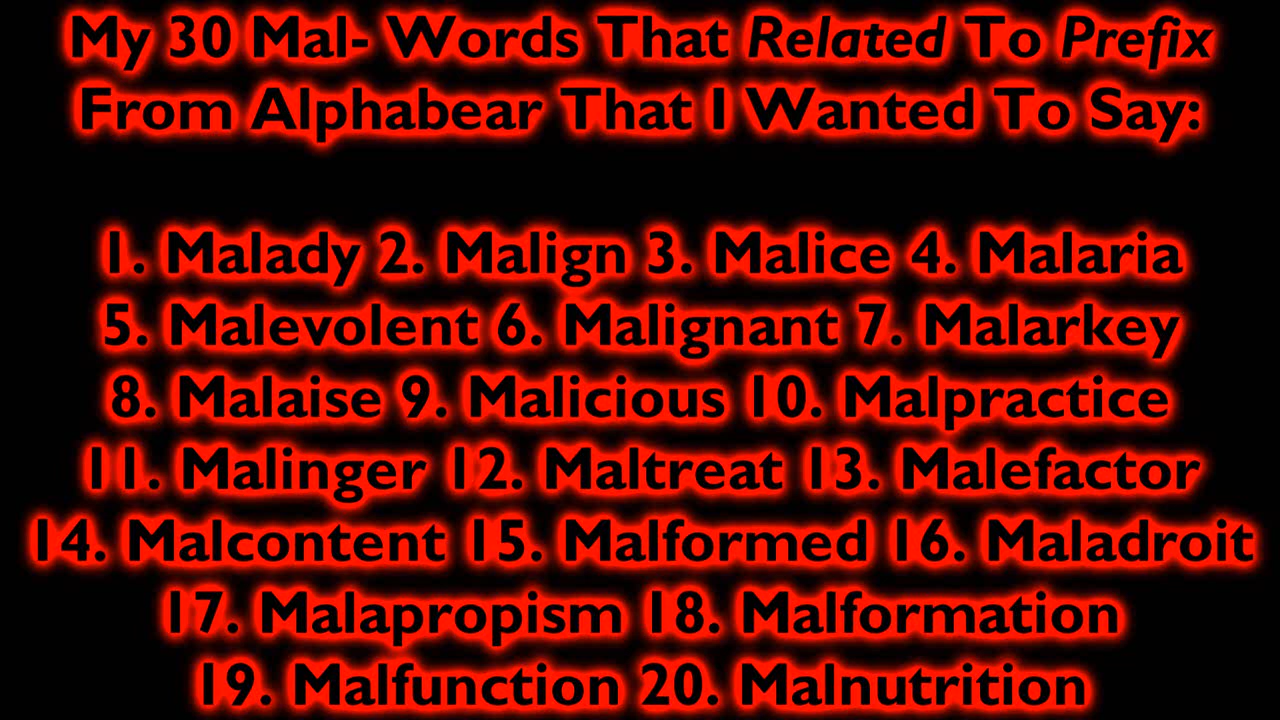 My 30 Mal- Words That Related To Prefix
From Alphabear That I Wanted To Say:
1. Malady 2. Malign 3. Malice 4. Malaria
5. Malevolent 6. Malignant 7. Malarkey
8. Malaise 9. Malicious 10. Malpractice
11. Malinger 12. Maltreat 13. Malefactor
14. Malcontent 15. Malformed 16. Maladroit
17. Malapropism 18. Malformation
19. Malfunction 20. Malnutrition